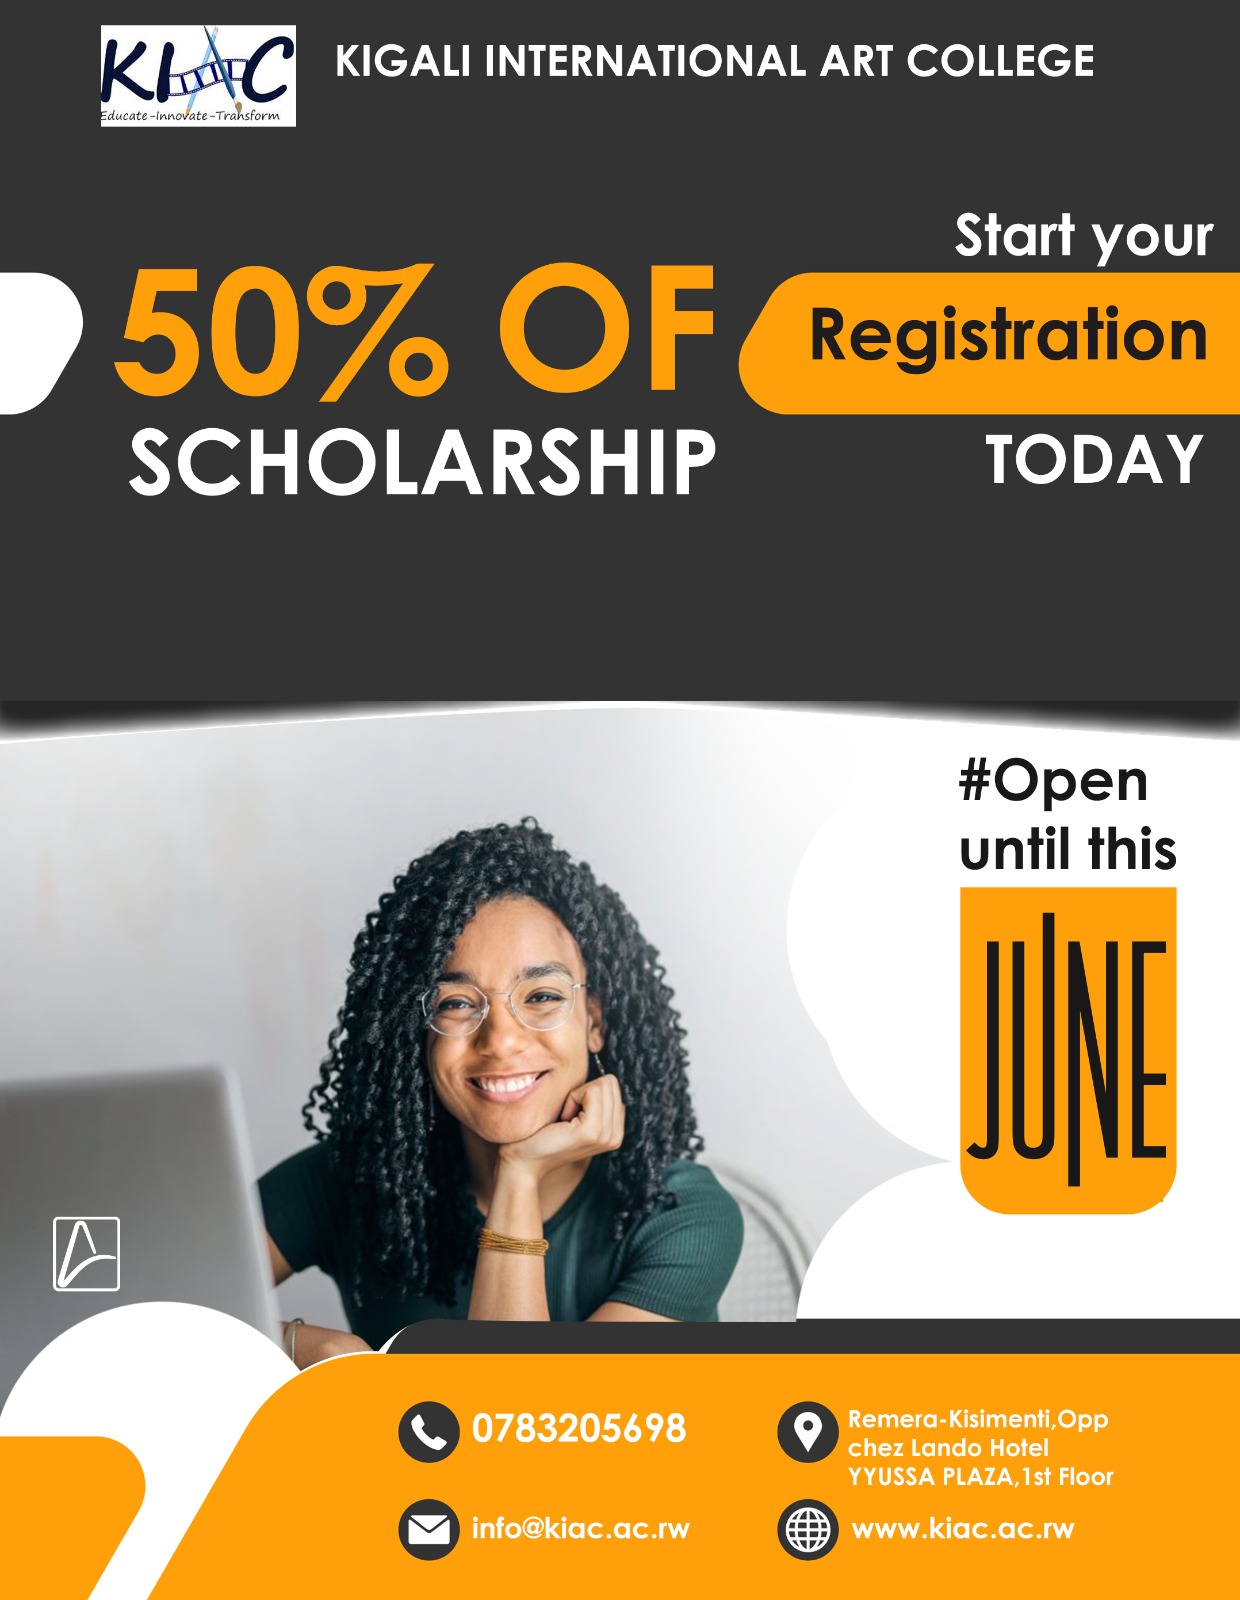 KIAC
Educate-Innovate-Transform
KIGALI INTERNATIONAL ART COLLEGE
50% OF
SCHOLARSHIP
Start your
Registration
TODAY
#Open
until this
JUNE
0783205698
info@kiac.ac.rw
Remera-Kisimenti,Opp
chez Lando Hotel
YYUSSA PLAZA,1st Floor
www.kiac.ac.rw